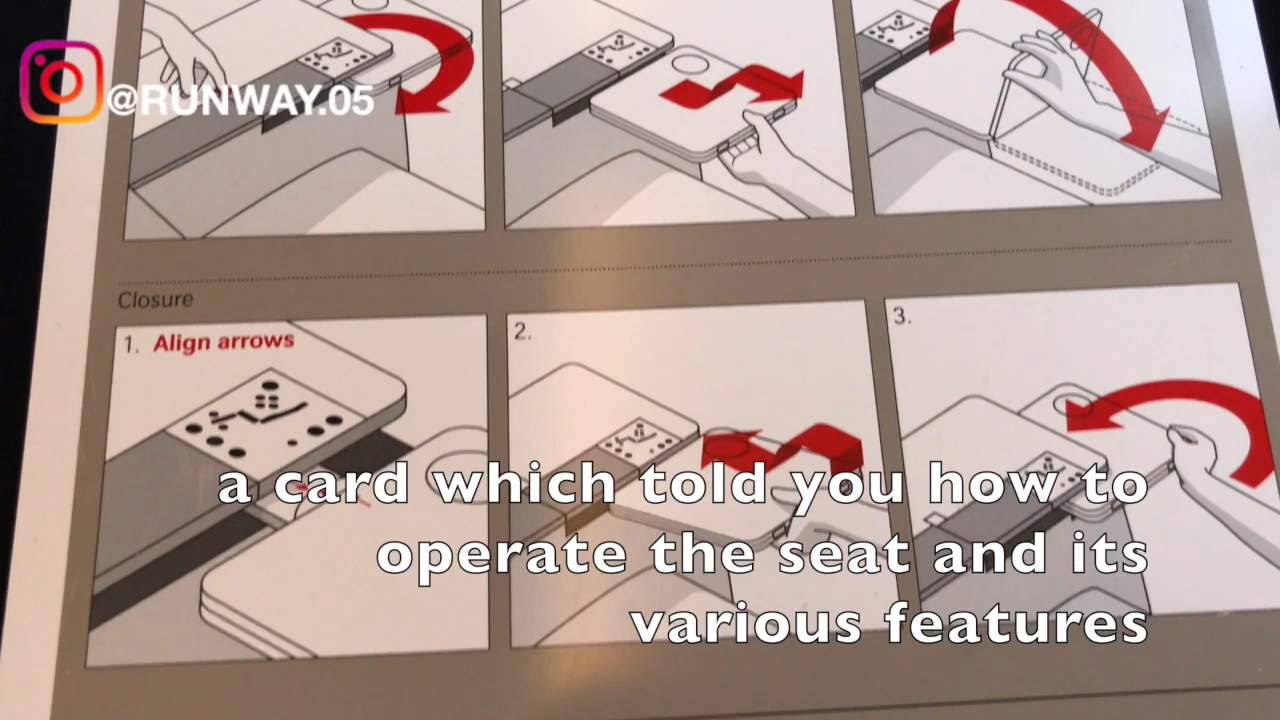 @RUNWAY.05
Closure
1. Align arrows
2.
3.
a card which told you how to
operate the seat and its
various features